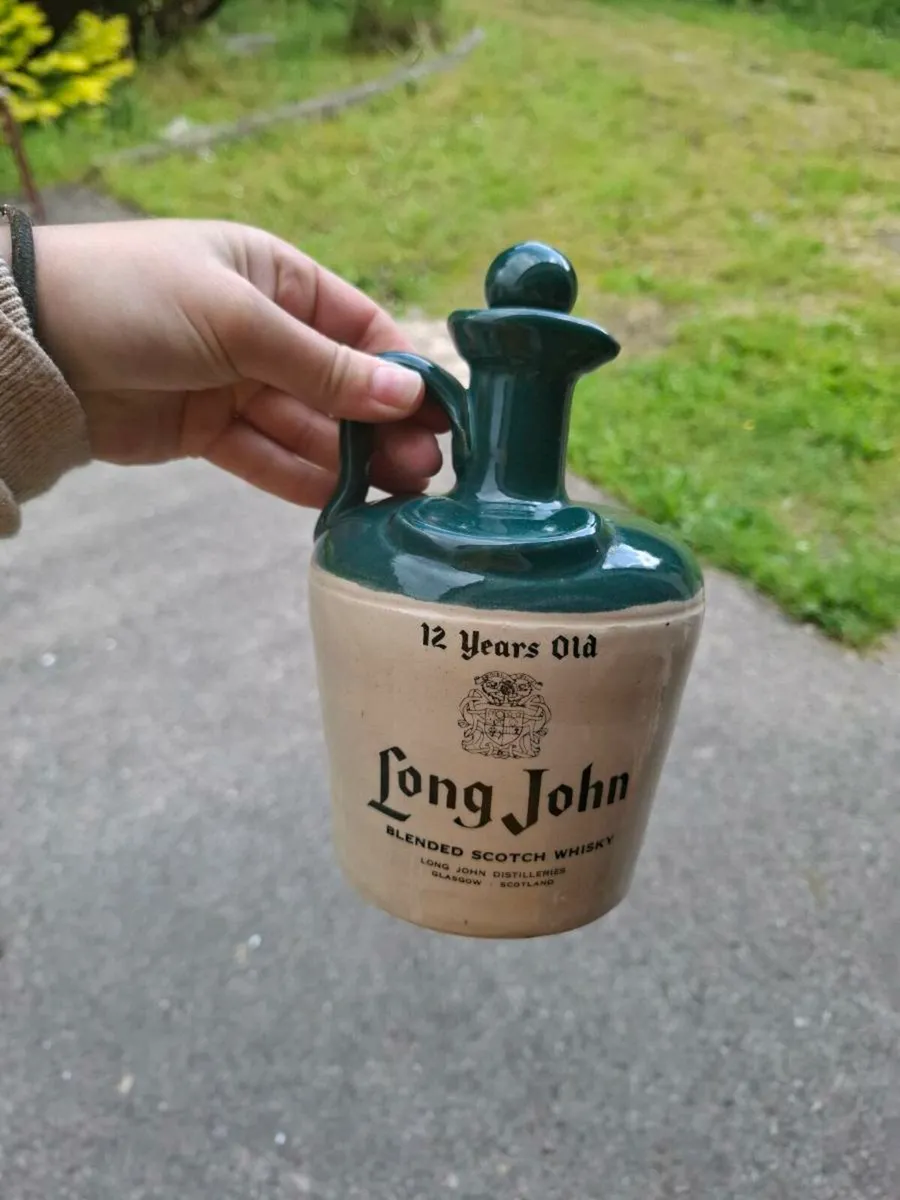 12 Years Old
Long John
BLENDED SCOTCH WHISKY
LONG JOHN DISTILLERIES
GLASGOW · SCOTLAND